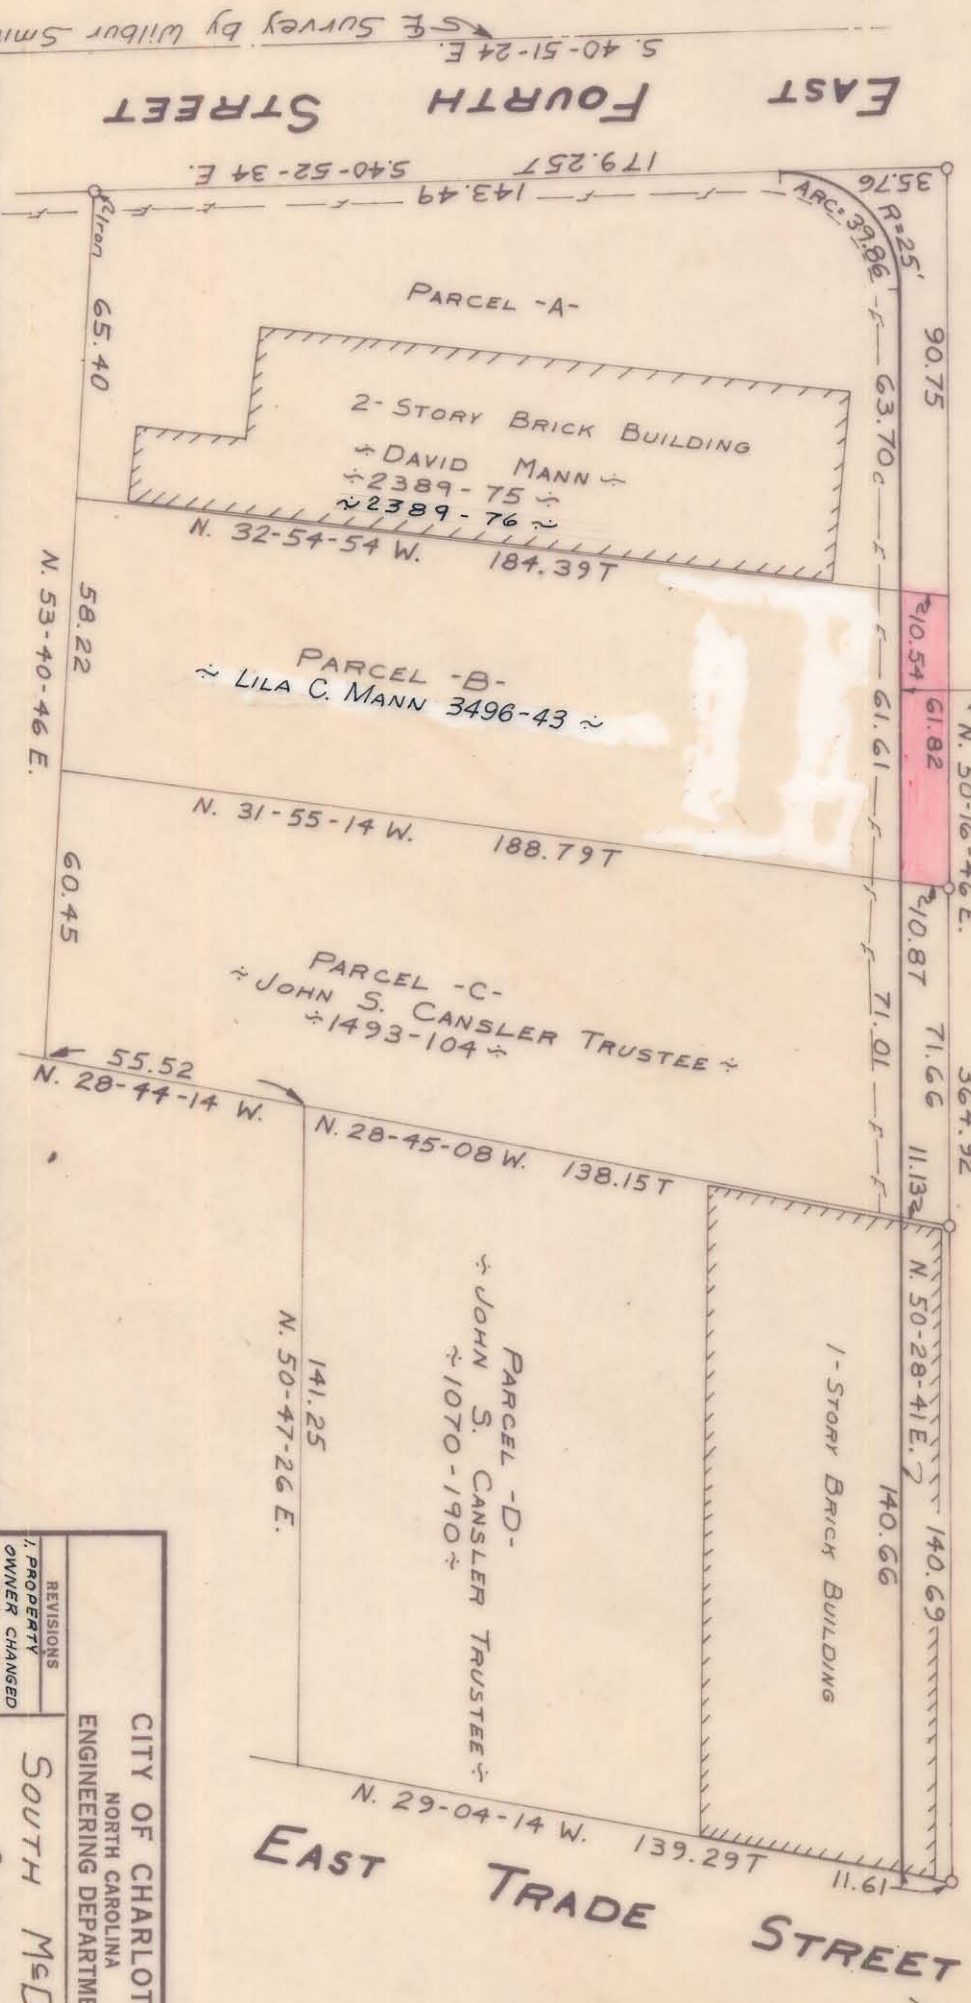 S. 40-51-24 E.
℄ Survey by Wilbur
EAST FOURTH STREET
179.25T
S.40-52-34 E.
143.49
35.76
ARC=39.86'
R=25'
90.75
63.70
Iron
65.40
PARCEL -A-
2-STORY BRICK BUILDING
~ DAVID MANN ~
~ 2389-75 ~
~ 2389-76 ~
N. 32-54-54 W. 184.39T
10.54
61.82
N. 50-16-46 E.
364.92
61.61
58.22
N. 53-40-46 E.
PARCEL -B-
~ LILA C. MANN 3496-43 ~
N. 31-55-14 W. 188.79T
10.87
71.66
71.01
11.13
60.45
PARCEL -C-
~ JOHN S. CANSLER TRUSTEE ~
~ 1493-104 ~
55.52
N. 28-44-14 W.
N. 28-45-08 W. 138.15T
N. 50-28-41 E.
140.69
140.66
1-STORY BRICK BUILDING
PARCEL -D-
~ JOHN S. CANSLER TRUSTEE ~
~ 1070-190 ~
141.25
N. 50-47-26 E.
N. 29-04-14 W. 139.29T
11.61
EAST TRADE STREET
CITY OF CHARLOT
NORTH CAROLINA
ENGINEERING DEPARTME
REVISIONS
1. PROPERTY
OWNER CHANGED
SOUTH McD